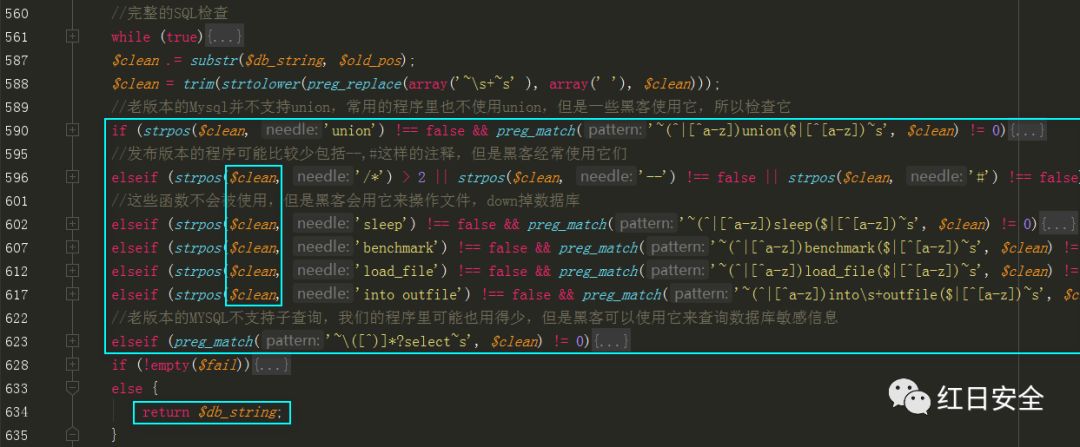 560 //完整的SQL检查
561 while (true){...}
587 $clean .= substr($db_string, $old_pos);
588 $clean = trim(strtolower(preg_replace(array('~\s+~s' ), array(' '), $clean)));
589 //老版本的Mysql并不支持union，常用的程序里也不使用union，但是一些黑客使用它，所以检查它
590 if (strpos($clean, needle: 'union') !== false && preg_match( pattern: '~(^|[^a-z])union($|[^[a-z])~s', $clean) != 0){...}
595 //发布版本的程序可能比较少包括--,#这样的注释，但是黑客经常使用它们
596 elseif (strpos($clean, needle: '/*') > 2 || strpos($clean, needle: '--') !== false || strpos($clean, needle: '#') !== false
601 //这些函数不会被使用，但是黑客会用它来操作文件，down掉数据库
602 elseif (strpos($clean, needle: 'sleep') !== false && preg_match( pattern: '~(^|[^a-z])sleep($|[^[a-z])~s', $clean) != 0){...}
607 elseif (strpos($clean, needle: 'benchmark') !== false && preg_match( pattern: '~(^|[^a-z])benchmark($|[^[a-z])~s', $clean) !=
612 elseif (strpos($clean, needle: 'load_file') !== false && preg_match( pattern: '~(^|[^a-z])load_file($|[^[a-z])~s', $clean) !=
617 elseif (strpos($clean, needle: 'into outfile') !== false && preg_match( pattern: '~(^|[^a-z])into\s+outfile($|[^[a-z])~s', $c
622 //老版本的MYSQL不支持子查询，我们的程序里可能也用得少，但是黑客可以使用它来查询数据库敏感信息
623 elseif (preg_match( pattern: '~\([^)]*?select~s', $clean) != 0){...}
628 if (!empty($fail)){...}
633 else {
634 return $db_string;
635 }
红日安全